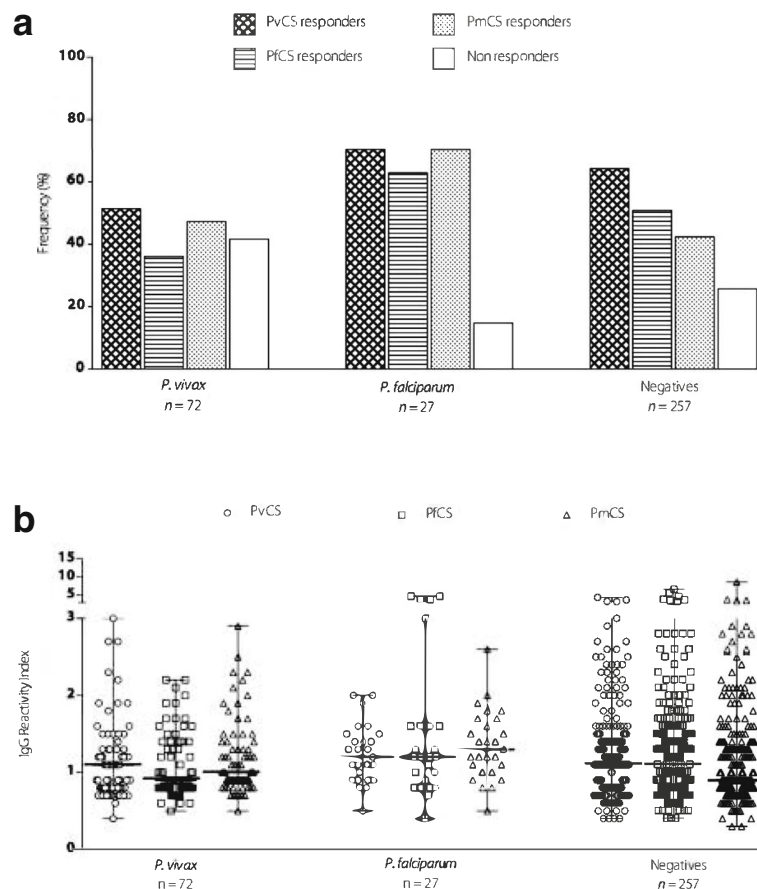 a
PvCS responders PmCS responders
PfCS responders Non responders
100
80
60
40
20
0
Frequency (%)
P. vivax P. falciparum Negatives
n = 72 n = 27 n = 257
b
PvCS PfCS PmCS
15
10
5
3
2
1
0
IgG Reactivity Index
P. vivax P. falciparum Negatives
n = 72 n = 27 n = 257